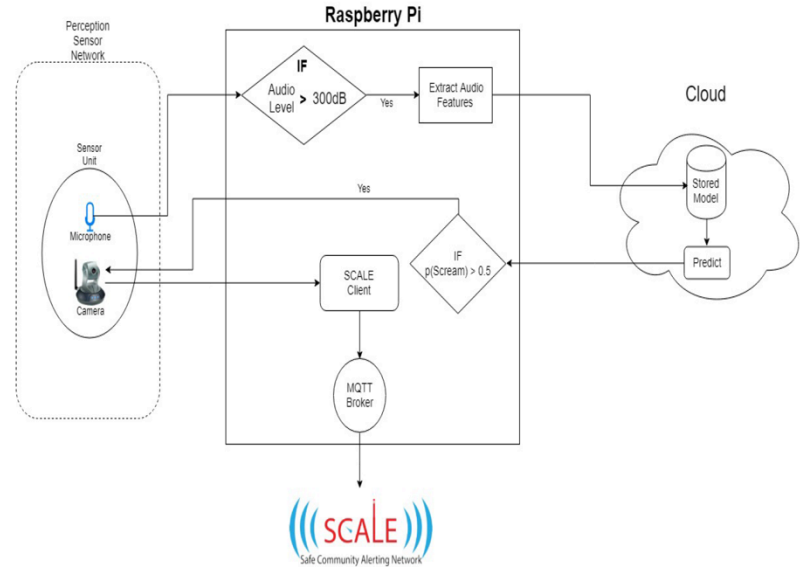 Raspberry Pi
Perception
Sensor
Network
IF
Audio
Level > 300dB
Yes
Extract Audio
Features
Cloud
Sensor
Unit
Stored
Model
Yes
Microphone
IF
p(Scream) > 0.5
Predict
SCALE
Client
Camera
MQTT
Broker
SCALE
Safe Community Alerting Network